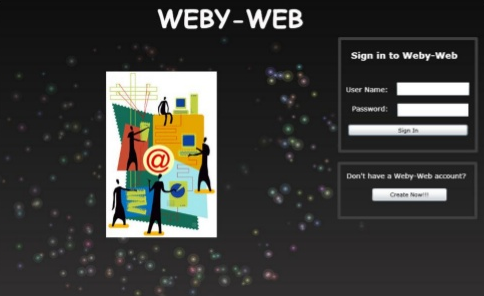 WEBY-WEB
Sign in to Weby-Web
User Name:
Password:
Sign In
@
Don't have a Weby-Web account?
Create Now!!!